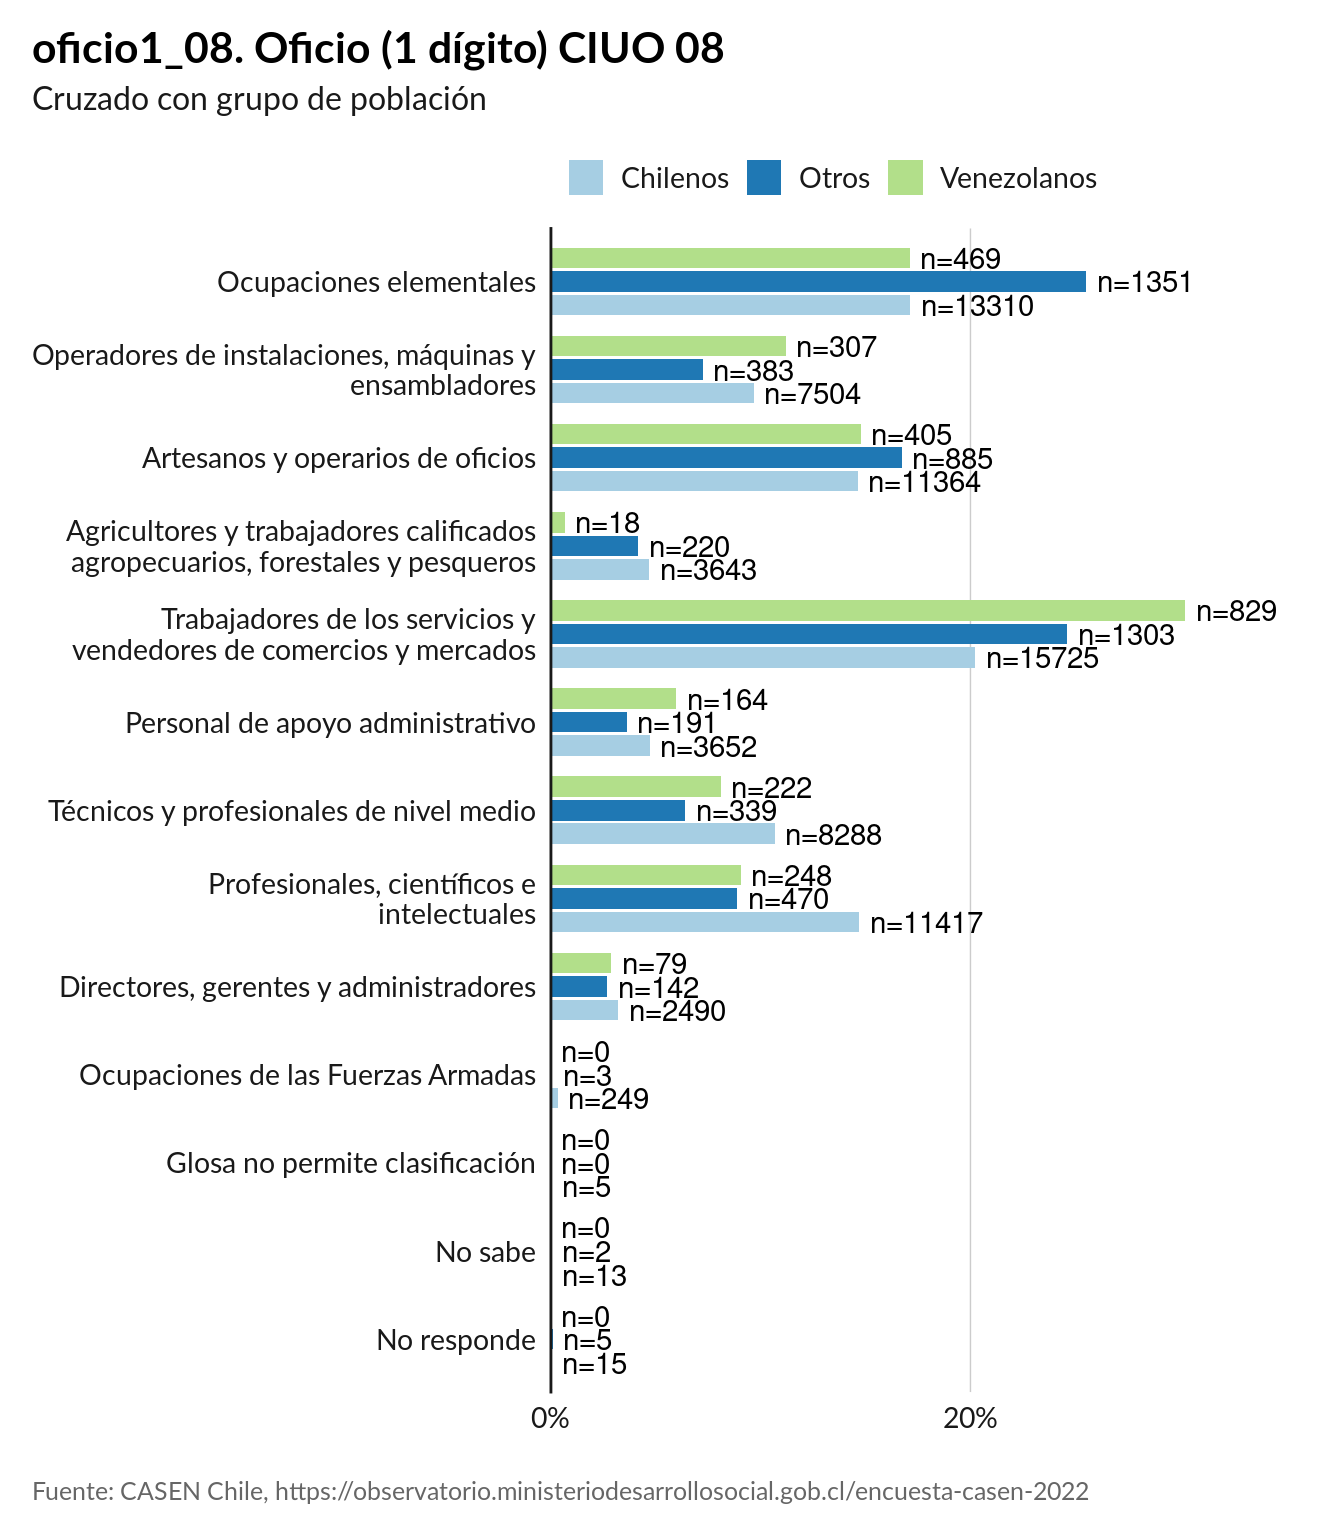 oficio1_08. Oficio (1 dígito) CIUO 08
Cruzado con grupo de población
Chilenos Otros Venezolanos
Ocupaciones elementales
n=469
n=1351
n=13310
Operadores de instalaciones, máquinas y
ensambladores
n=307
n=383
n=7504
Artesanos y operarios de oficios
n=405
n=885
n=11364
Agricultores y trabajadores calificados
agropecuarios, forestales y pesqueros
n=18
n=220
n=3643
Trabajadores de los servicios y
vendedores de comercios y mercados
n=829
n=1303
n=15725
Personal de apoyo administrativo
n=164
n=191
n=3652
Técnicos y profesionales de nivel medio
n=222
n=339
n=8288
Profesionales, científicos e
intelectuales
n=248
n=470
n=11417
Directores, gerentes y administradores
n=79
n=142
n=2490
Ocupaciones de las Fuerzas Armadas
n=0
n=3
n=249
Glosa no permite clasificación
n=0
n=0
n=5
No sabe
n=0
n=2
n=13
No responde
n=0
n=5
n=15
0% 20%
Fuente: CASEN Chile, https://observatorio.ministeriodesarrollosocial.gob.cl/encuesta-casen-2022